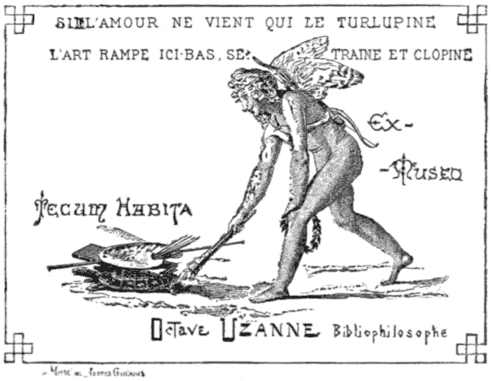 SI L'AMOUR NE VIENT QUI LE TURLUPINE
L'ART RAMPE ICI-BAS, SE TRAINE ET CLOPINE
EX-
-MUSEO
TECUM HABITA
OCTAVE UZANNE Bibliophilosophe